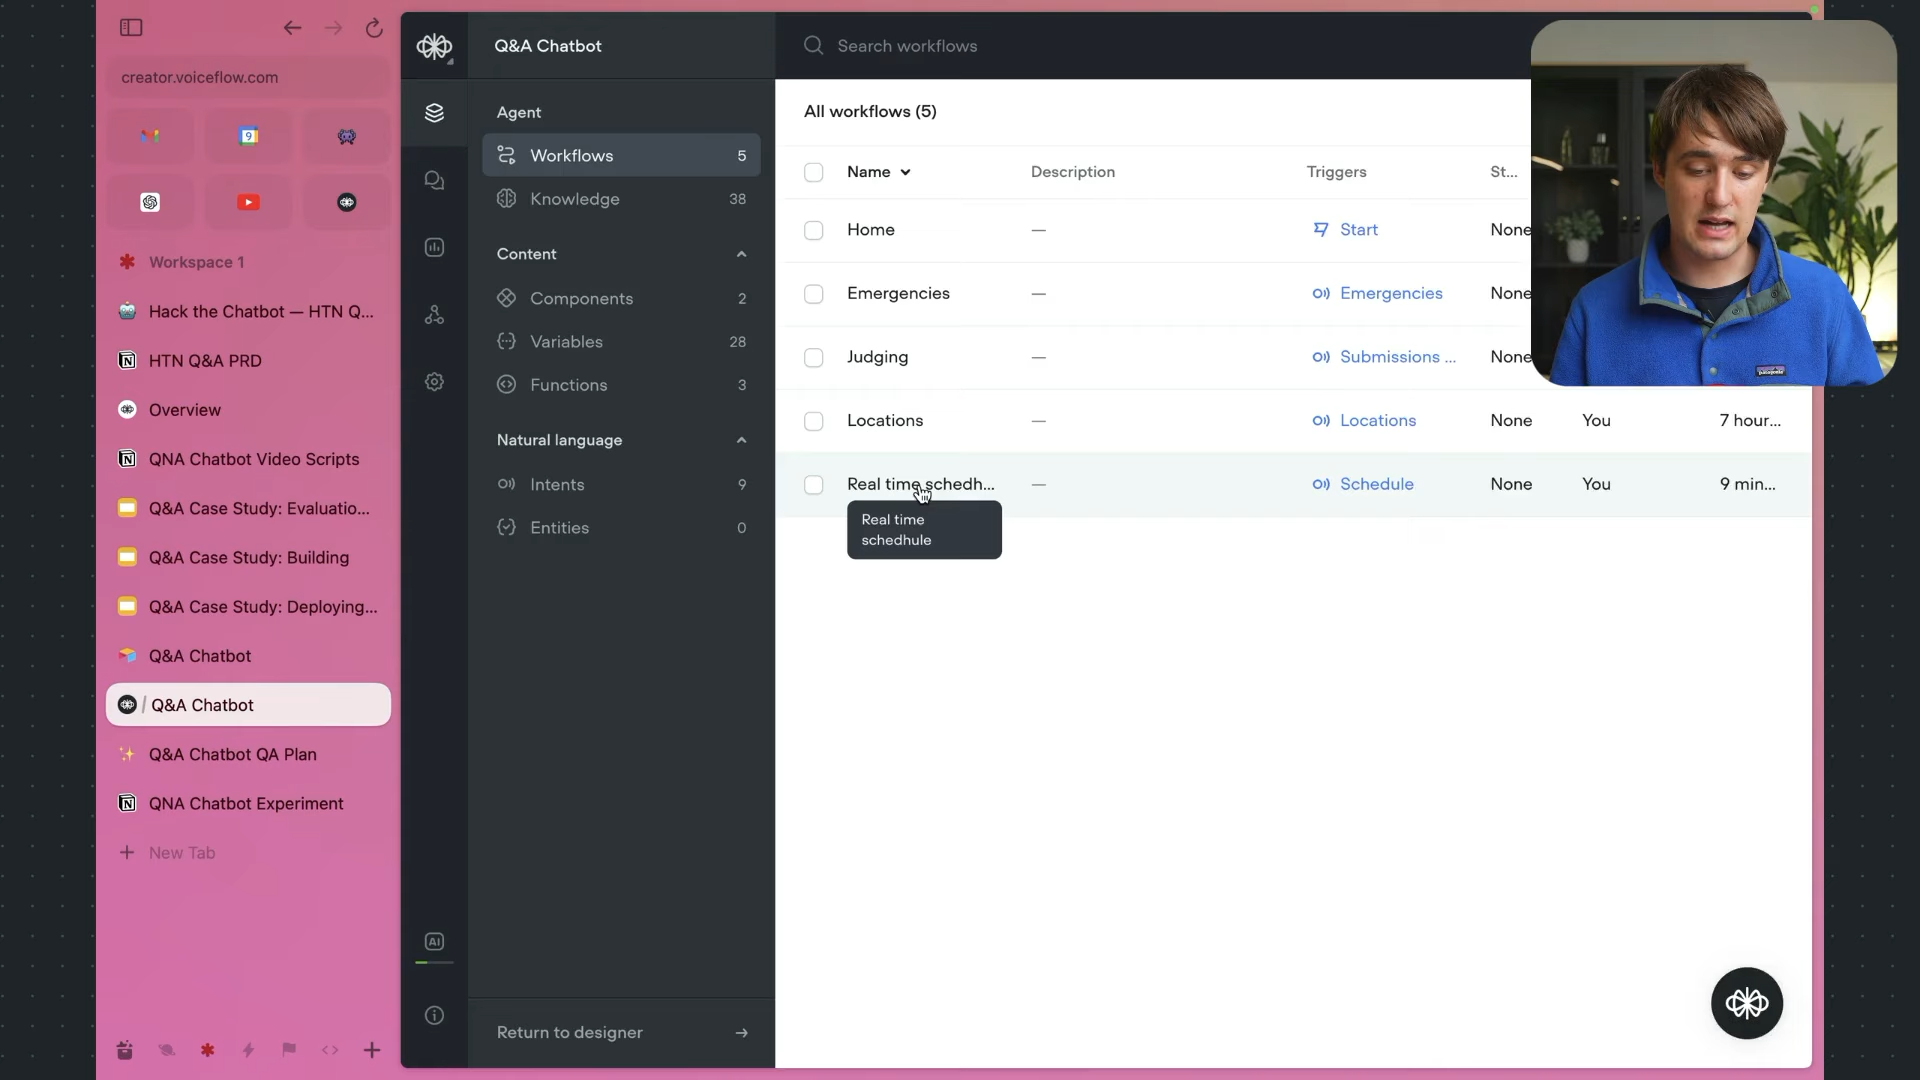 creator.voiceflow.com
9
Workspace 1
Hack the Chatbot — HTN Q...
HTN Q&A PRD
Overview
QNA Chatbot Video Scripts
Q&A Case Study: Evaluatio...
Q&A Case Study: Building
Q&A Case Study: Deploying...
Q&A Chatbot
/ Q&A Chatbot
Q&A Chatbot QA Plan
QNA Chatbot Experiment
New Tab
AI
Q&A Chatbot
Agent
Workflows 5
Knowledge 38
Content
Components 2
Variables 28
Functions 3
Natural language
Intents 9
Entities 0
Return to designer
Search workflows
All workflows (5)
Name Description Triggers St...
Home — Start None
Emergencies — Emergencies None
Judging — Submissions ... None
Locations — Locations None You 7 hour...
Real time schedh... — Schedule None You 9 min...
Real time
schedhule
patagonia